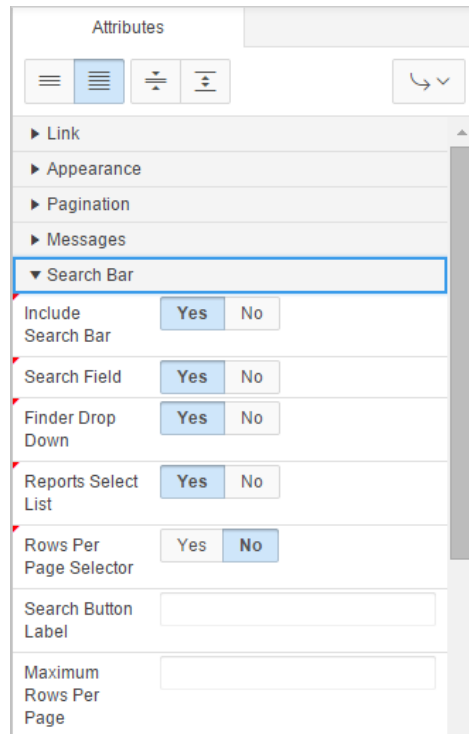 Attributes
Link
Appearance
Pagination
Messages
Search Bar
Include
Search Bar
Yes No
Search Field
Yes No
Finder Drop
Down
Yes No
Reports Select
List
Yes No
Rows Per
Page Selector
Yes No
Search Button
Label
Maximum
Rows Per
Page